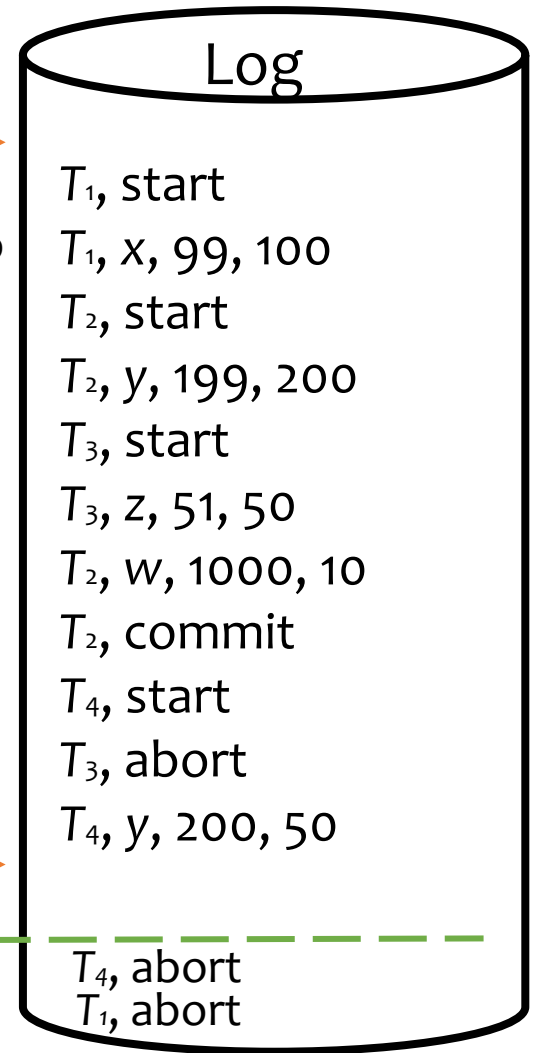 Log
T₁, start
T₁, x, 99, 100
T₂, start
T₂, y, 199, 200
T₃, start
T₃, z, 51, 50
T₂, w, 1000, 10
T₂, commit
T₄, start
T₃, abort
T₄, y, 200, 50
T₄, abort
T₁, abort